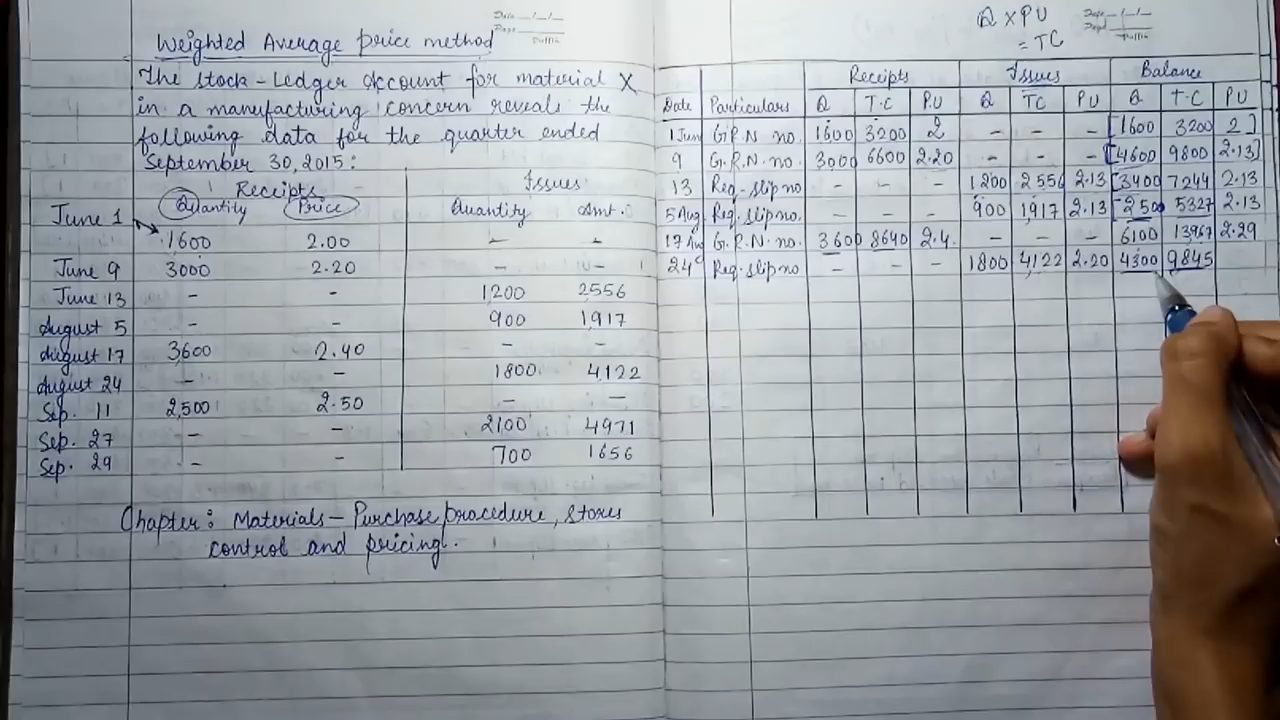 Weighted Average price method
The stock-Ledger Account for material X
in a manufacturing concern reveals the
following data for the quarter ended
September 30, 2015:
Receipts Issues
Quantity Price Quantity Amt.
June 1 1600 2.00 - -
June 9 3000 2.20 - -
June 13 - - 1200 2556
August 5 - - 900 1,917
August 17 3600 2.40 - -
August 24 - - 1800 4122
Sep. 11 2,500 2.50 - -
Sep. 27 - - 2100 4971
Sep. 29 - - 700 1656
Chapter: Materials - Purchase procedure, stores
control and pricing.
Q x PU
= TC
Receipts Issues Balance
Date Particulars Q T.C P.U Q TC P.U Q T.C P.U
1 Jun G.R.N no. 1600 3200 2 - - - [1600 3200 2]
9 G.R.N. no. 3000 6600 2.20 - - - [4600 9800 2.13]
13 Req. slip no - - - 1200 2556 2.13 3400 7244 2.13
5 Aug Req. slip no. - - - 900 1917 2.13 2500 5327 2.13
17 Aug G.R.N. no. 3600 8640 2.4 - - - 6100 13967 2.29
24 Req. slip no - - - 1800 4122 2.20 4300 9845